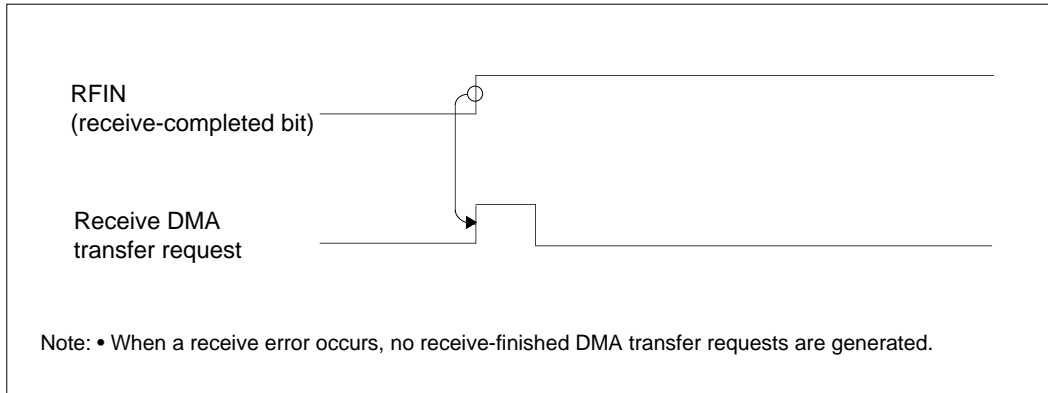 RFIN
(receive-completed bit)
Receive DMA
transfer request
Note: • When a receive error occurs, no receive-finished DMA transfer requests are generated.